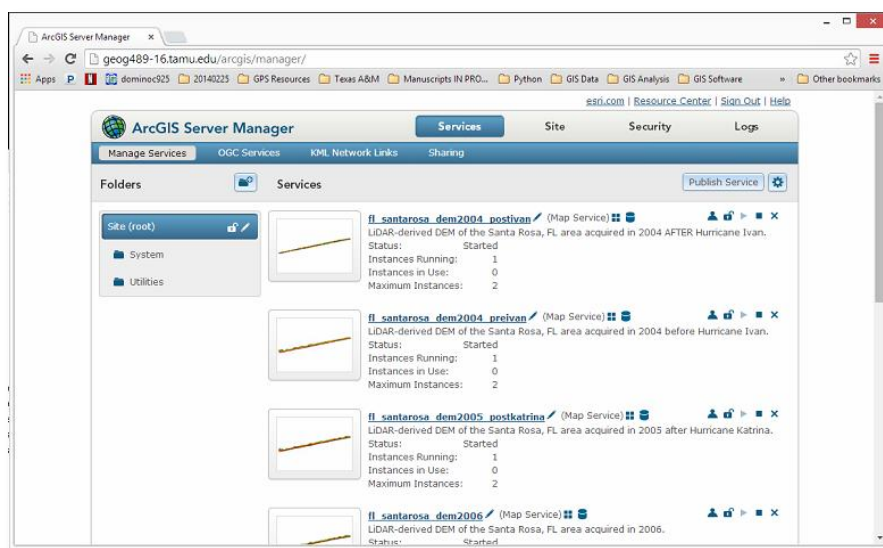 ArcGIS Server Manager
geog489-16.tamu.edu/arcgis/manager/
Apps dominoc925 20140225 GPS Resources Texas A&M Manuscripts IN PRO... Python GIS Data GIS Analysis GIS Software » Other bookmarks
esri.com | Resource Center | Sign Out | Help
ArcGIS Server Manager Services Site Security Logs
Manage Services OGC Services KML Network Links Sharing
Folders Services Publish Service
Site (root)
System
Utilities
fl_santarosa_dem2004_postivan (Map Service)
LiDAR-derived DEM of the Santa Rosa, FL area acquired in 2004 AFTER Hurricane Ivan.
Status: Started
Instances Running: 1
Instances in Use: 0
Maximum Instances: 2
fl_santarosa_dem2004_preivan (Map Service)
LiDAR-derived DEM of the Santa Rosa, FL area acquired in 2004 before Hurricane Ivan.
Status: Started
Instances Running: 1
Instances in Use: 0
Maximum Instances: 2
fl_santarosa_dem2005_postkatrina (Map Service)
LiDAR-derived DEM of the Santa Rosa, FL area acquired in 2005 after Hurricane Katrina.
Status: Started
Instances Running: 1
Instances in Use: 0
Maximum Instances: 2
fl_santarosa_dem2006 (Map Service)
LiDAR-derived DEM of the Santa Rosa, FL area acquired in 2006.
Status: Started